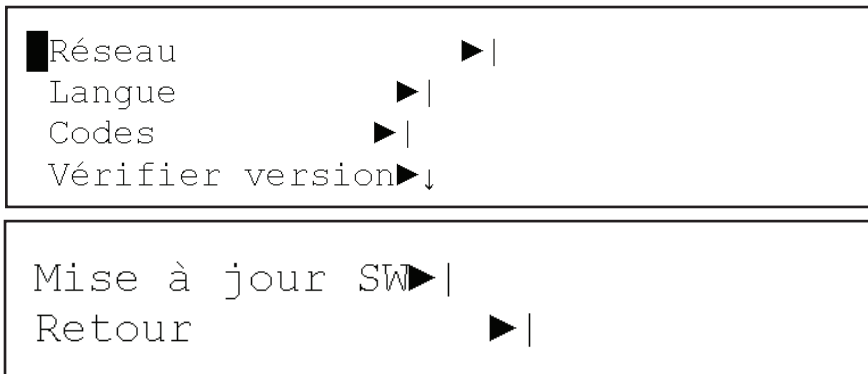 █Réseau ►|
Langue ►|
Codes ►|
Vérifier version►↓
Mise à jour SW►|
Retour ►|